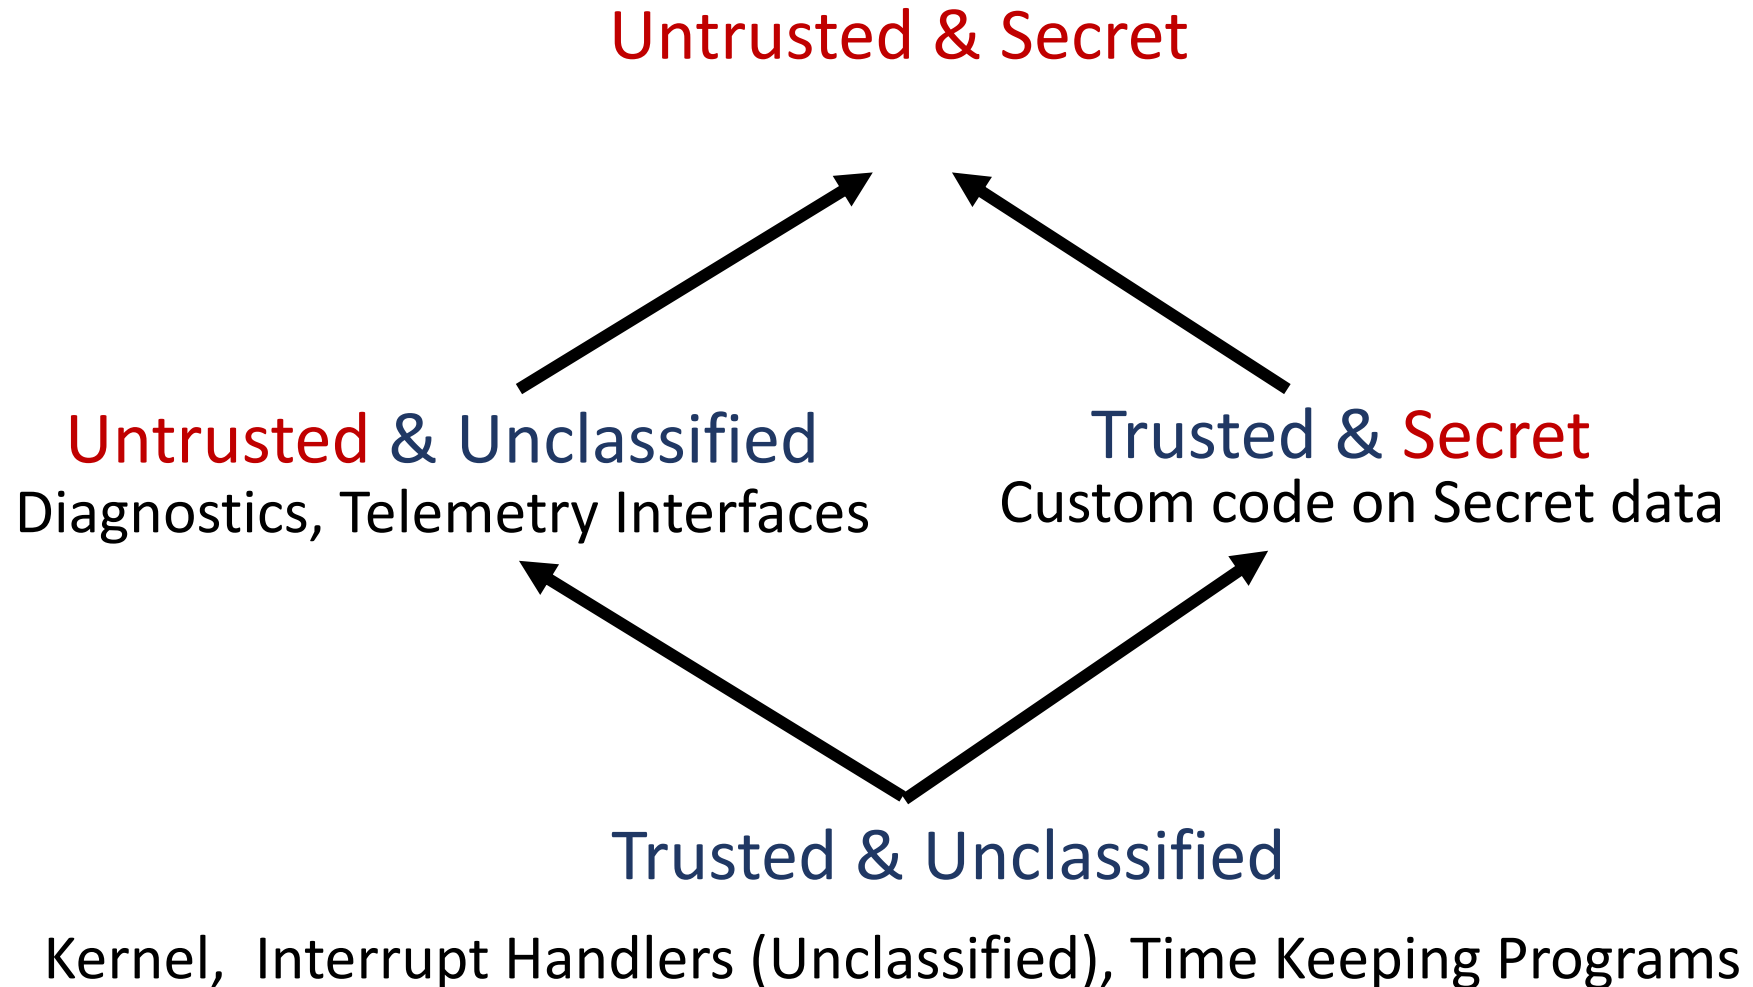 Untrusted & Secret
Untrusted & Unclassified
Diagnostics, Telemetry Interfaces
Trusted & Secret
Custom code on Secret data
Trusted & Unclassified
Kernel,  Interrupt Handlers (Unclassified), Time Keeping Programs